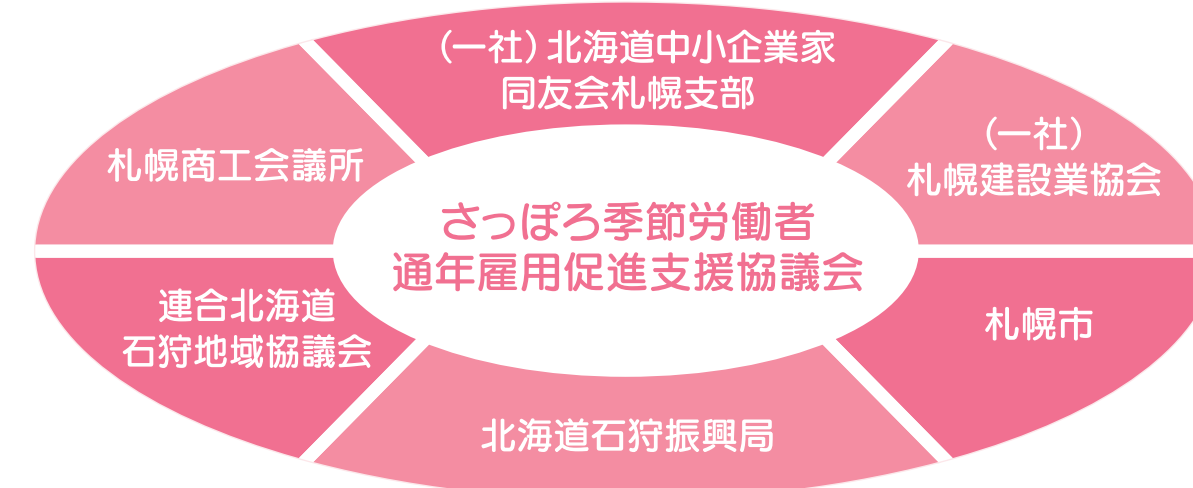 (一社)北海道中小企業家
同友会札幌支部
(一社)
札幌建設業協会
札幌商工会議所
さっぽろ季節労働者
通年雇用促進支援協議会
連合北海道
石狩地域協議会
札幌市
北海道石狩振興局